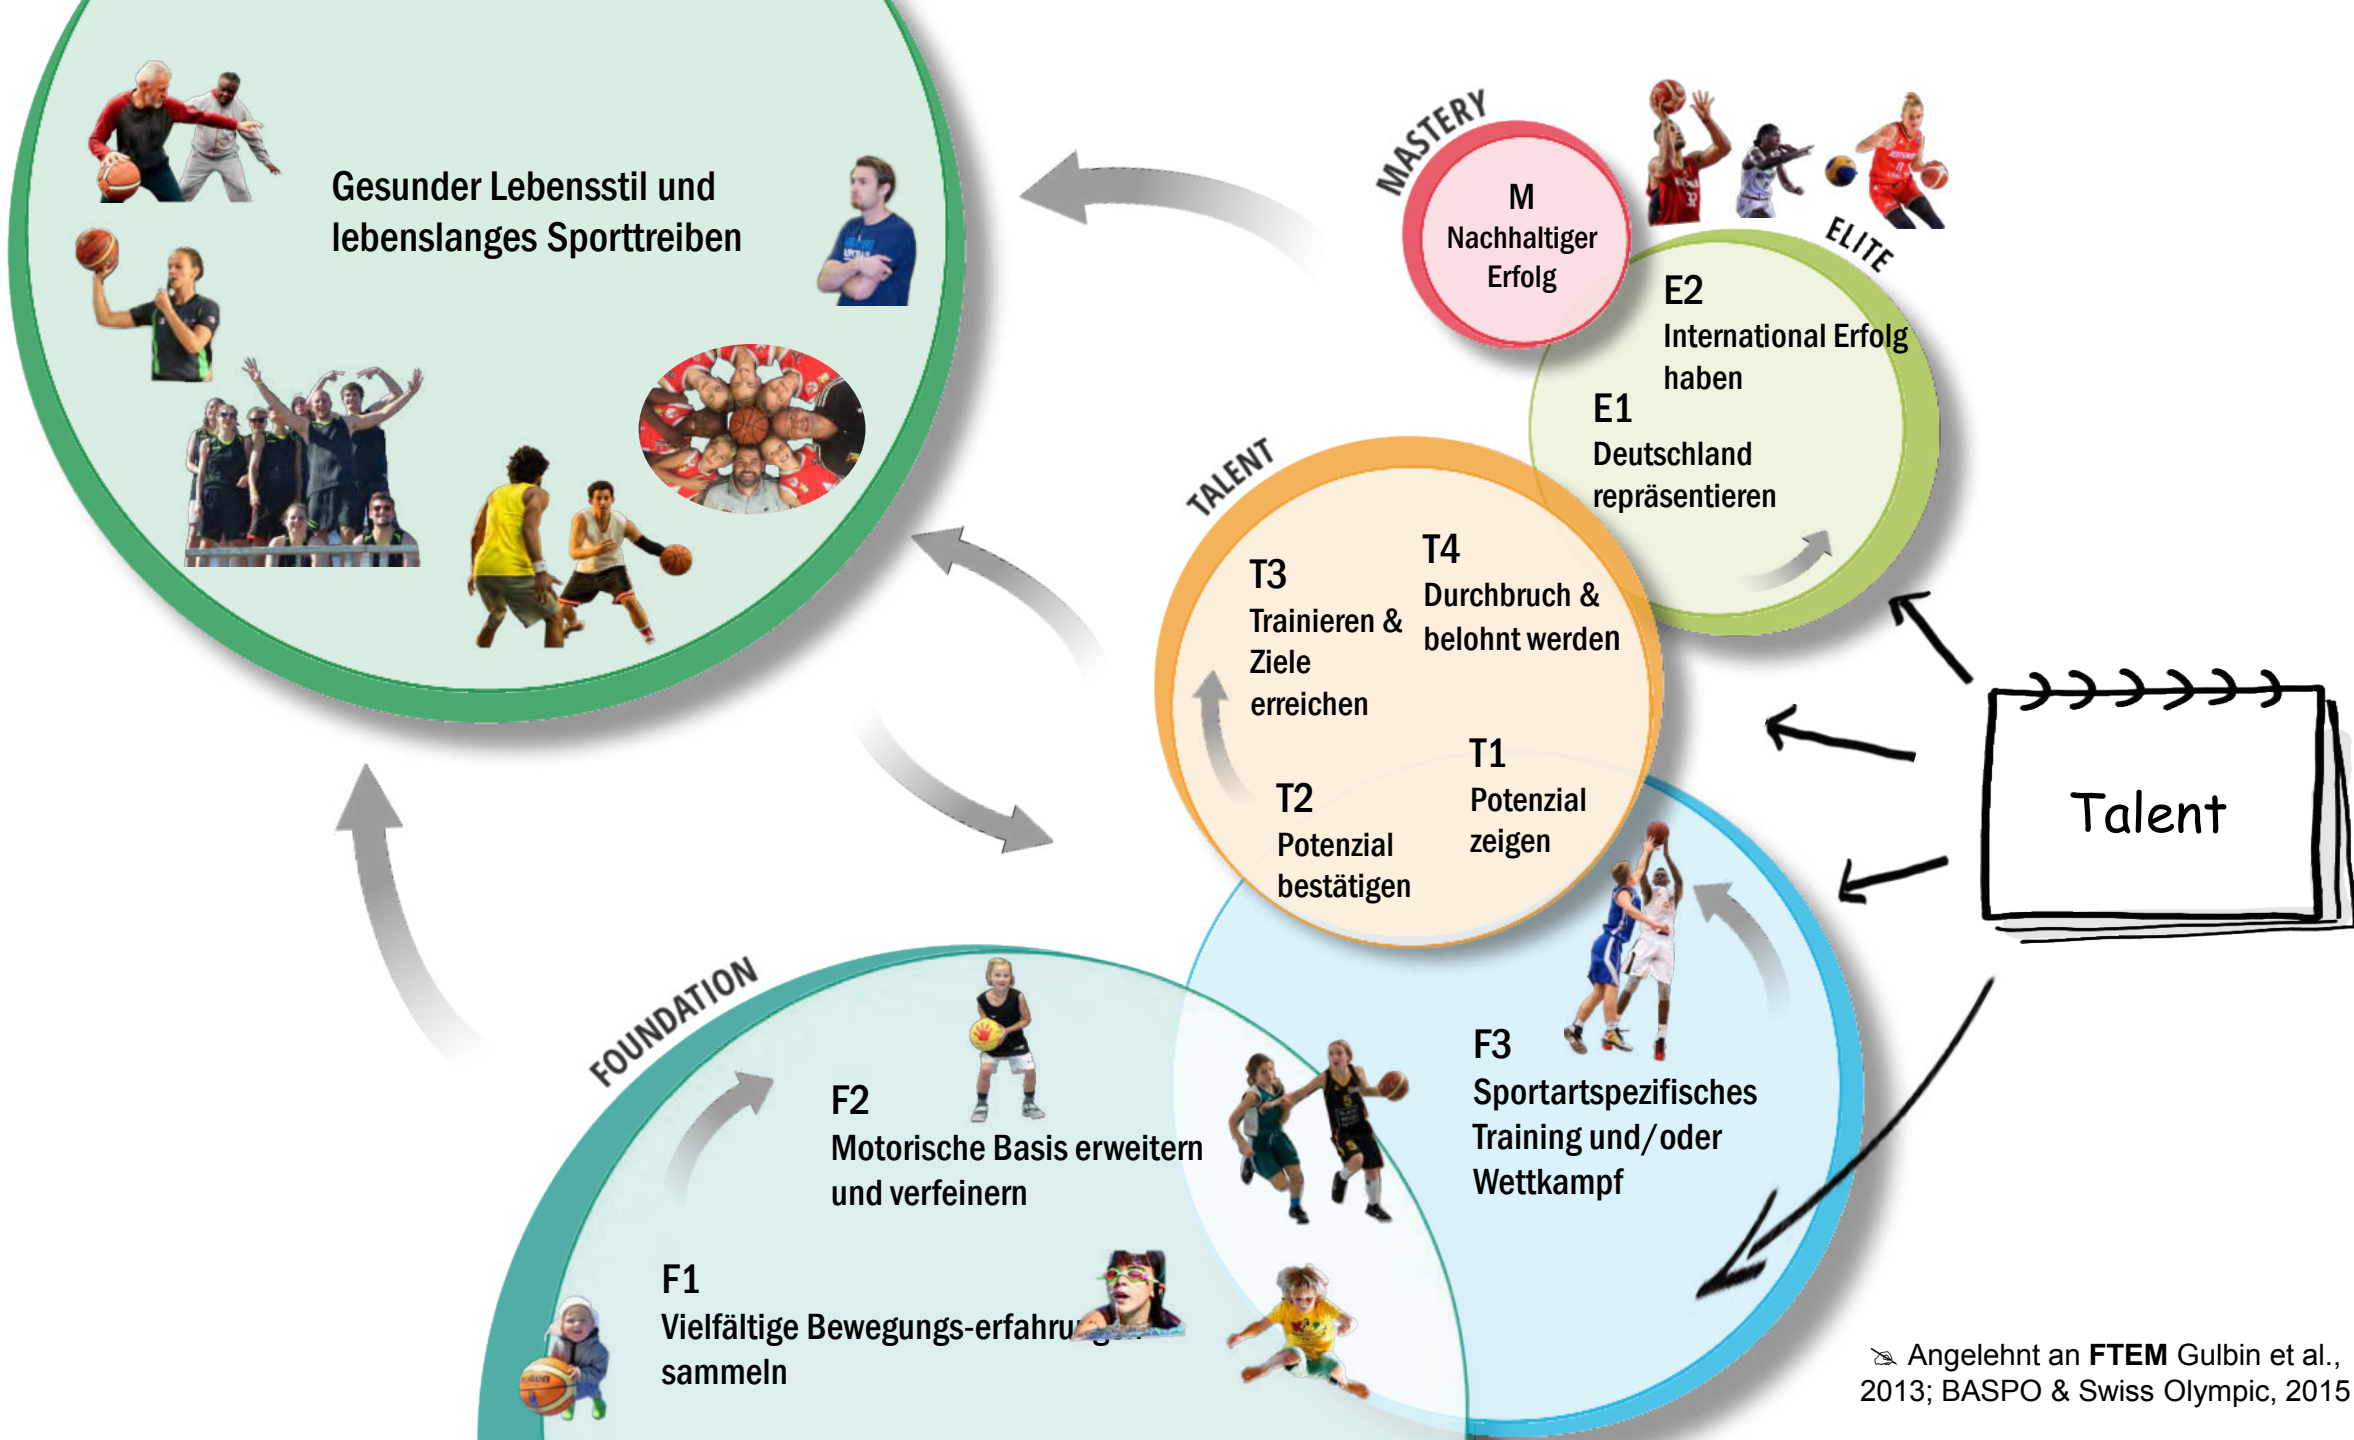 Gesunder Lebensstil und
lebenslanges Sporttreiben
MASTERY
M
Nachhaltiger
Erfolg
ELITE
E2
International Erfolg
haben
E1
Deutschland
repräsentieren
TALENT
T4
Durchbruch &
belohnt werden
T3
Trainieren &
Ziele
erreichen
T1
Potenzial
zeigen
T2
Potenzial
bestätigen
Talent
FOUNDATION
F3
Sportartspezifisches
Training und/oder
Wettkampf
F2
Motorische Basis erweitern
und verfeinern
F1
Vielfältige Bewegungs-erfahrungen
sammeln
Angelehnt an FTEM Gulbin et al.,
2013; BASPO & Swiss Olympic, 2015